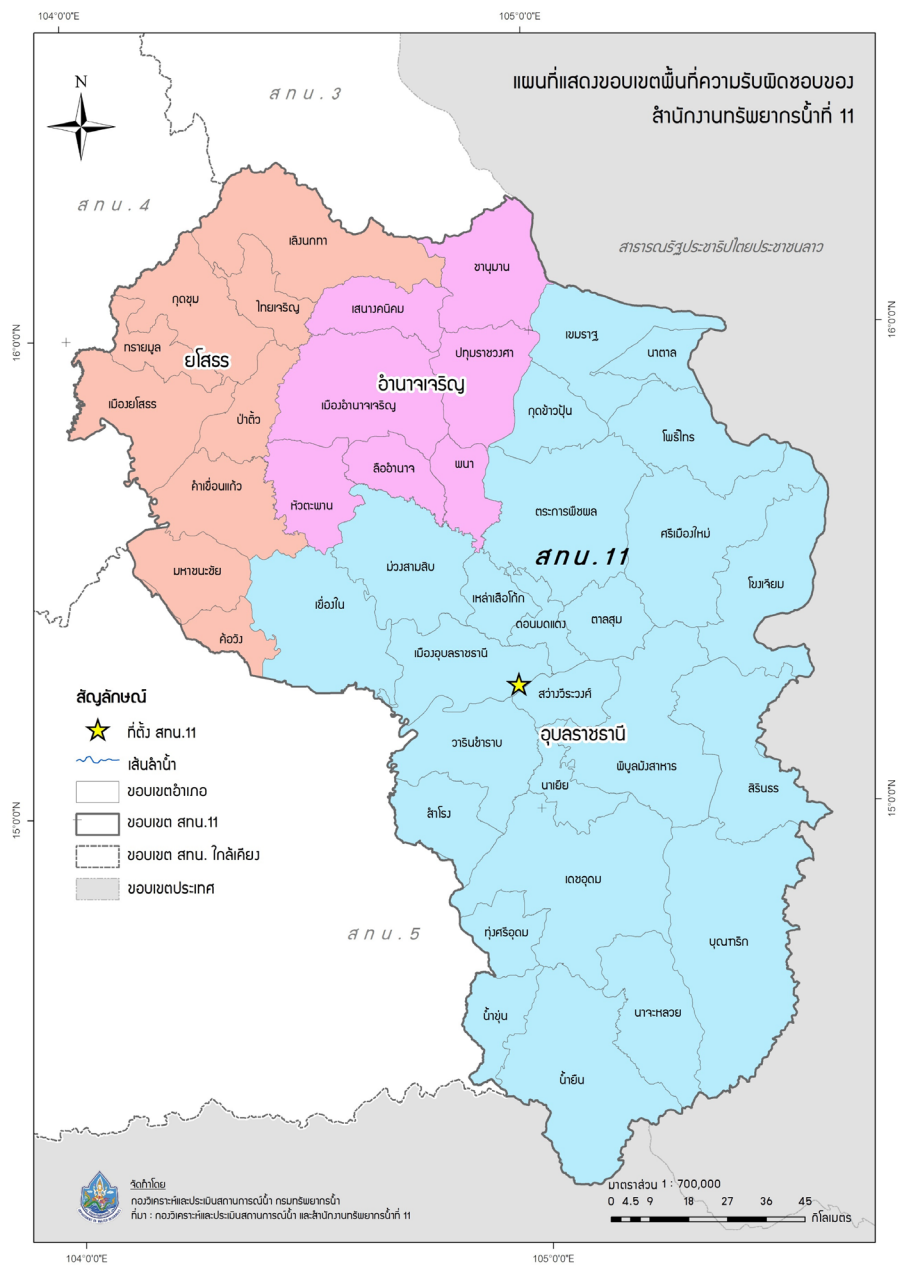 104°0'0"E
105°0'0"E
แผนที่แสดงขอบเขตพื้นที่ความรับผิดชอบของ
สำนักงานทรัพยากรน้ำที่ 11
N
สทน.3
สทน.4
สาธารณรัฐประชาธิปไตยประชาชนลาว
16°0'0"N
16°0'0"N
เลิงนกทา
ชานุมาน
กุดชุม
ไทยเจริญ
เสนางคนิคม
เขมราฐ
ทรายมูล
ยโสธร
ปทุมราชวงศา
นาตาล
อำนาจเจริญ
เมืองยโสธร
เมืองอำนาจเจริญ
กุดข้าวปุ้น
ป่าติ้ว
โพธิ์ไทร
คำเขื่อนแก้ว
ลืออำนาจ
พนา
หัวตะพาน
ตระการพืชผล
ศรีเมืองใหม่
สทน.11
มหาชนะชัย
ม่วงสามสิบ
โขงเจียม
เขื่องใน
เหล่าเสือโก้ก
ดอนมดแดง
ตาลสุม
ค้อวัง
เมืองอุบลราชธานี
สว่างวีระวงศ์
อุบลราชธานี
วารินชำราบ
พิบูลมังสาหาร
นาเยีย
สิรินธร
สำโรง
15°0'0"N
15°0'0"N
เดชอุดม
ทุ่งศรีอุดม
บุณฑริก
สทน.5
น้ำขุ่น
นาจะหลวย
น้ำยืน
สัญลักษณ์
ที่ตั้ง สทน.11
เส้นลำน้ำ
ขอบเขตอำเภอ
ขอบเขต สทน.11
ขอบเขต สทน. ใกล้เคียง
ขอบเขตประเทศ
จัดทำโดย
กองวิเคราะห์และประเมินสถานการณ์น้ำ กรมทรัพยากรน้ำ
ที่มา : กองวิเคราะห์และประเมินสถานการณ์น้ำ และสำนักงานทรัพยากรน้ำที่ 11
มาตราส่วน 1 : 700,000
0 4.5 9 18 27 36 45
กิโลเมตร
104°0'0"E
105°0'0"E